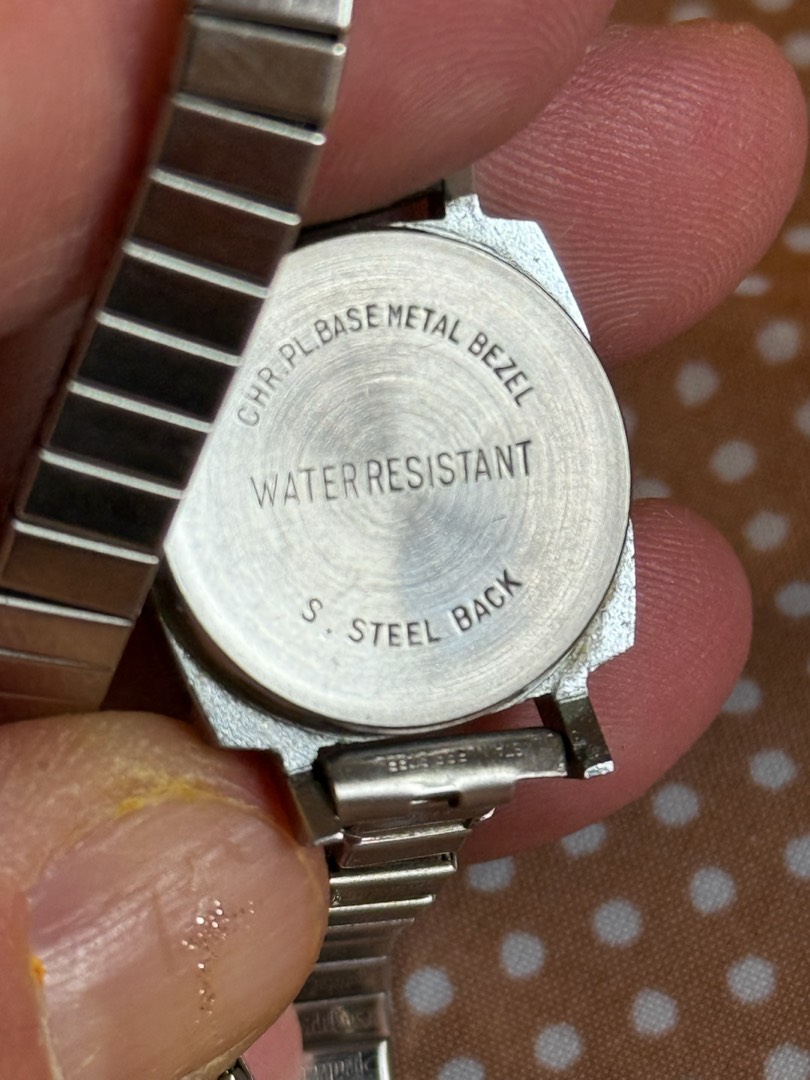 CHR. PL. BASE METAL BEZEL
WATER RESISTANT
S. STEEL BACK